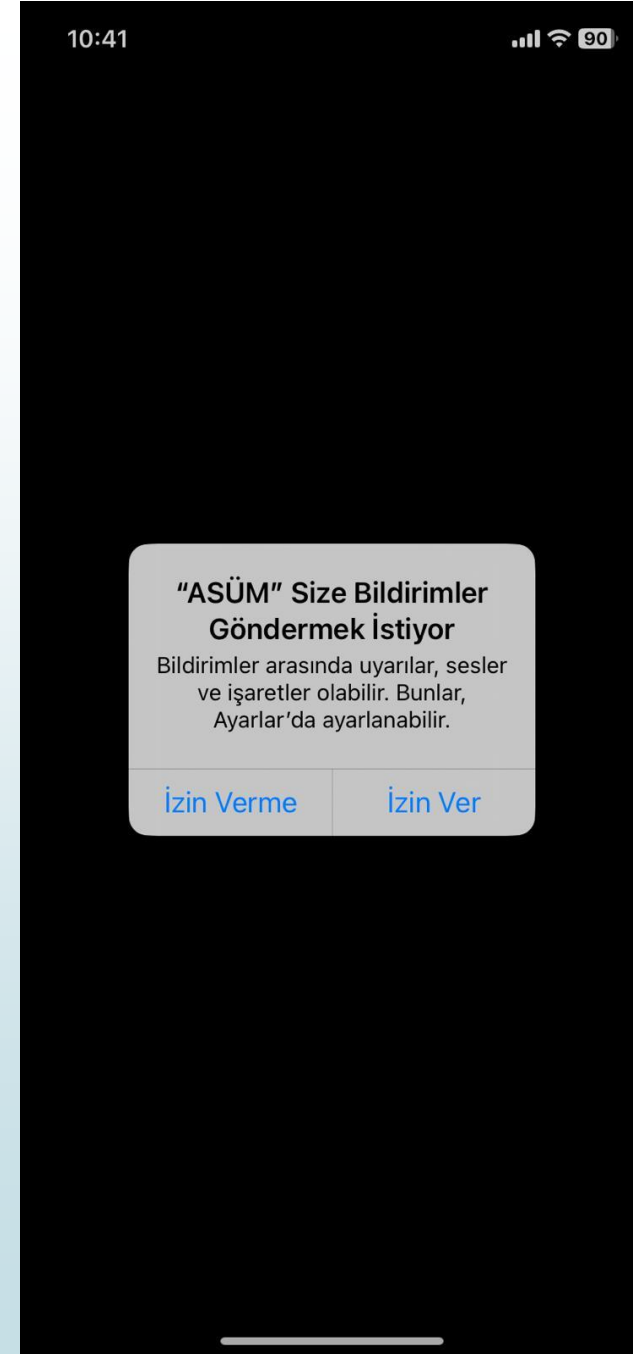 10:41
90
“ASÜM” Size Bildirimler
Göndermek İstiyor
Bildirimler arasında uyarılar, sesler
ve işaretler olabilir. Bunlar,
Ayarlar’da ayarlanabilir.
İzin Verme
İzin Ver